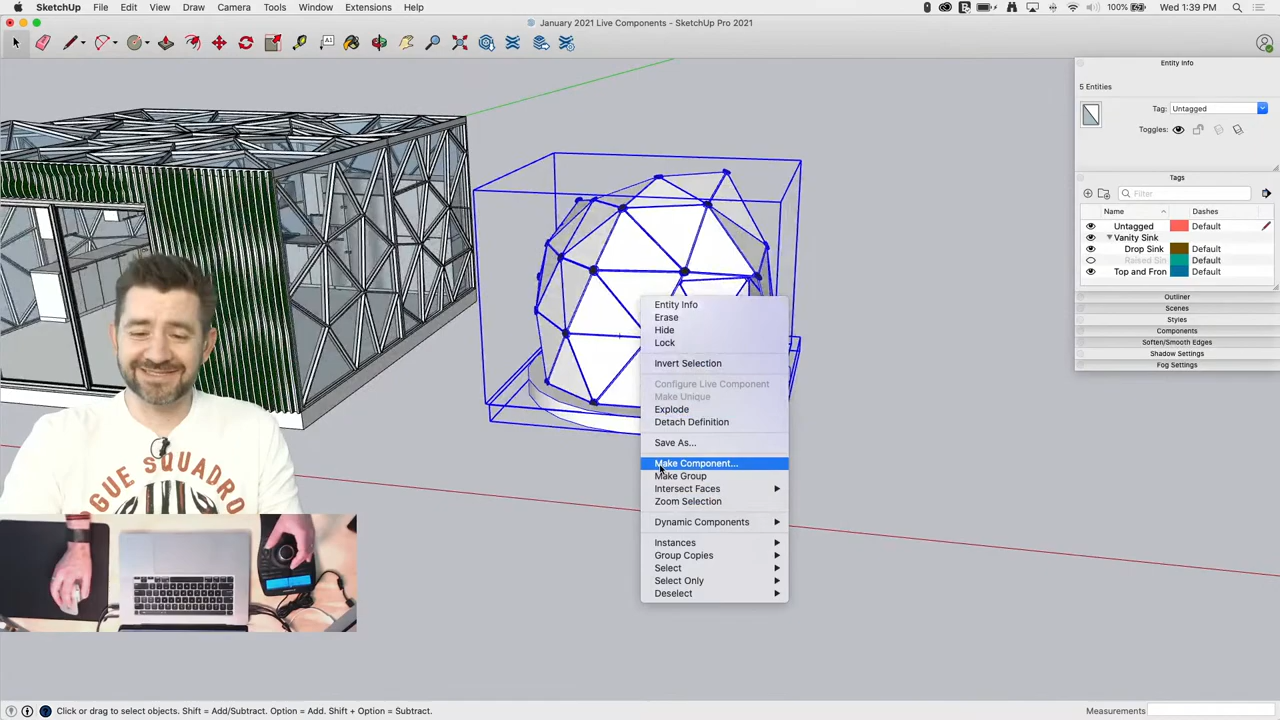 SketchUp File Edit View Draw Camera Tools Window Extensions Help 100% Wed 1:39 PM
January 2021 Live Components - SketchUp Pro 2021
Entity Info
5 Entities
Tag: Untagged
Toggles:
Tags
Filter
Name Dashes
Untagged Default
Vanity Sink
Drop Sink Default
Raised Sin Default
Top and Fron Default
Outliner
Scenes
Styles
Components
Soften/Smooth Edges
Shadow Settings
Fog Settings
Entity Info
Erase
Hide
Lock
Invert Selection
Configure Live Component
Make Unique
Explode
Detach Definition
Save As...
Make Component...
Make Group
Intersect Faces
Zoom Selection
Dynamic Components
Instances
Group Copies
Select
Select Only
Deselect
OGUE SQUADRO
Click or drag to select objects. Shift = Add/Subtract. Option = Add. Shift + Option = Subtract.
Measurements